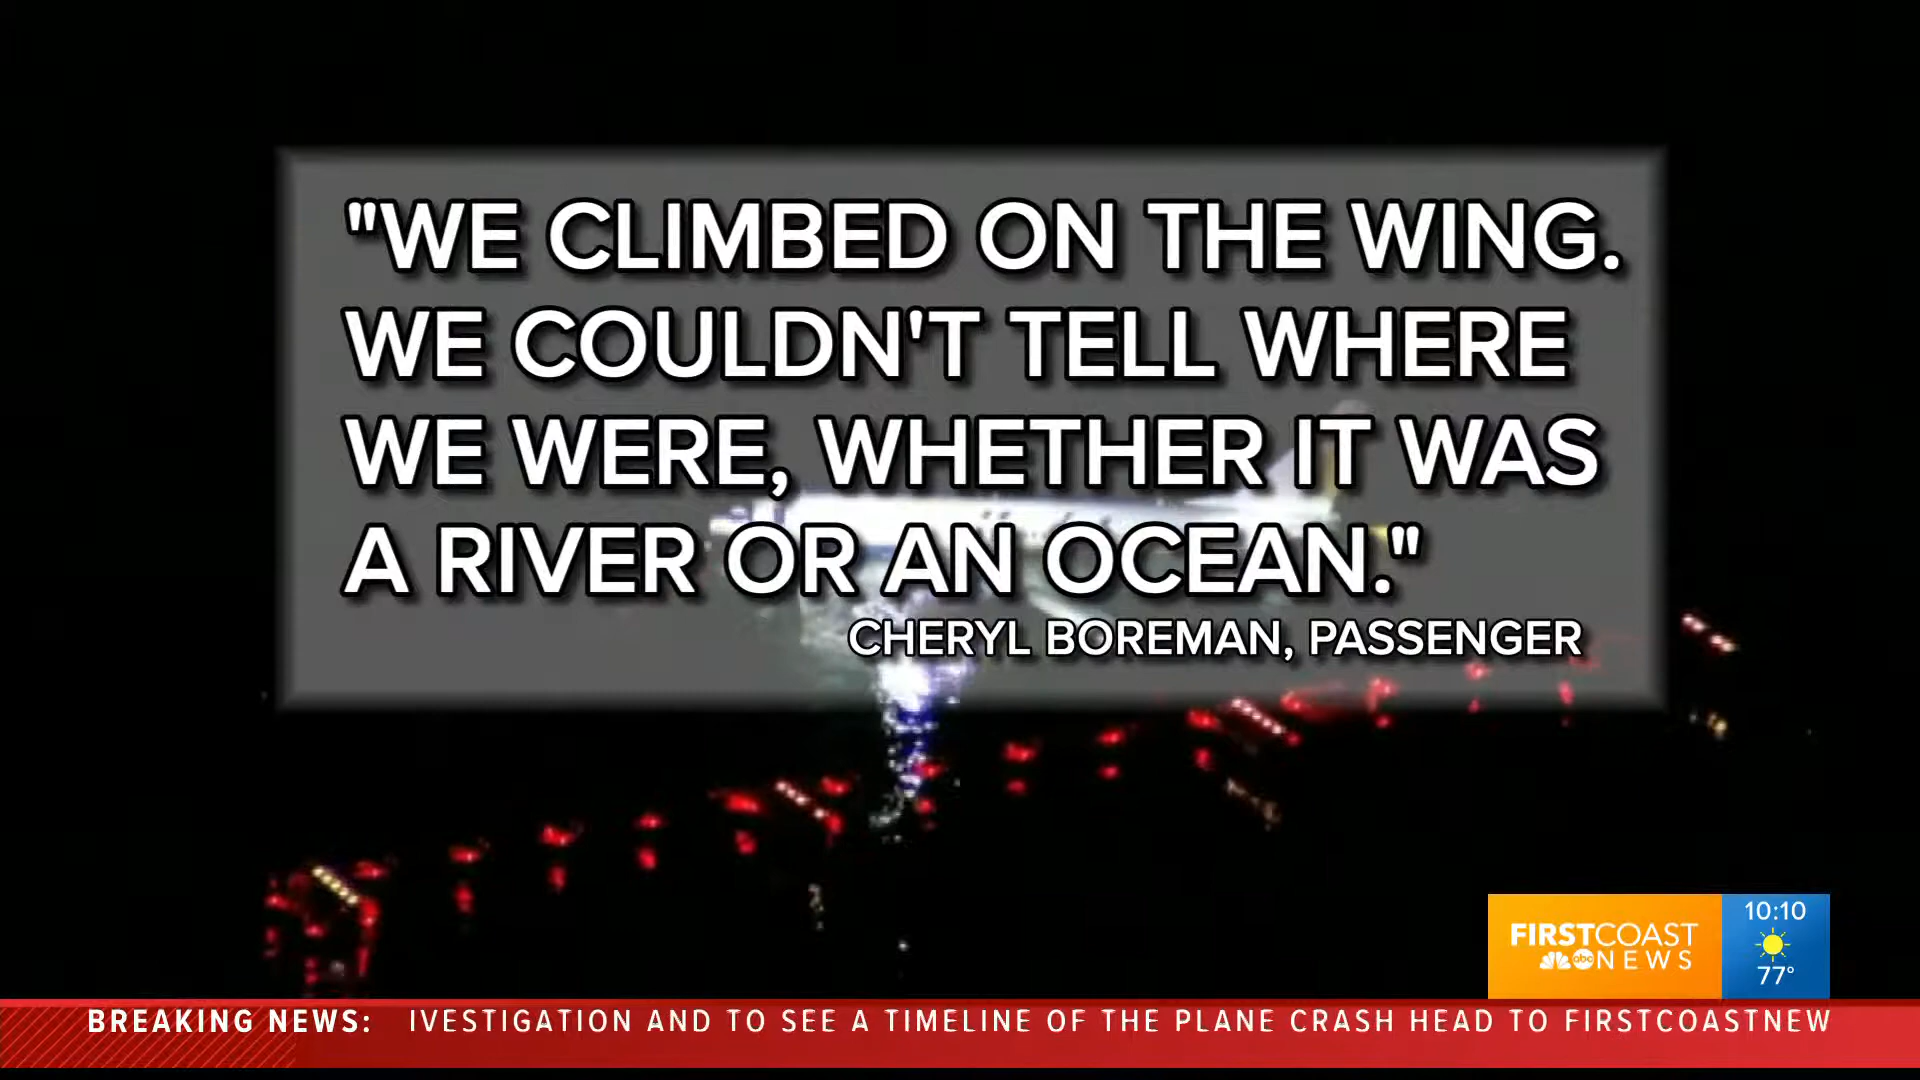 "WE CLIMBED ON THE WING.
WE COULDN'T TELL WHERE
WE WERE, WHETHER IT WAS
A RIVER OR AN OCEAN."
CHERYL BOREMAN, PASSENGER
FIRSTCOAST
abc NEWS
10:10
77°
BREAKING NEWS: IVESTIGATION AND TO SEE A TIMELINE OF THE PLANE CRASH HEAD TO FIRSTCOASTNEW